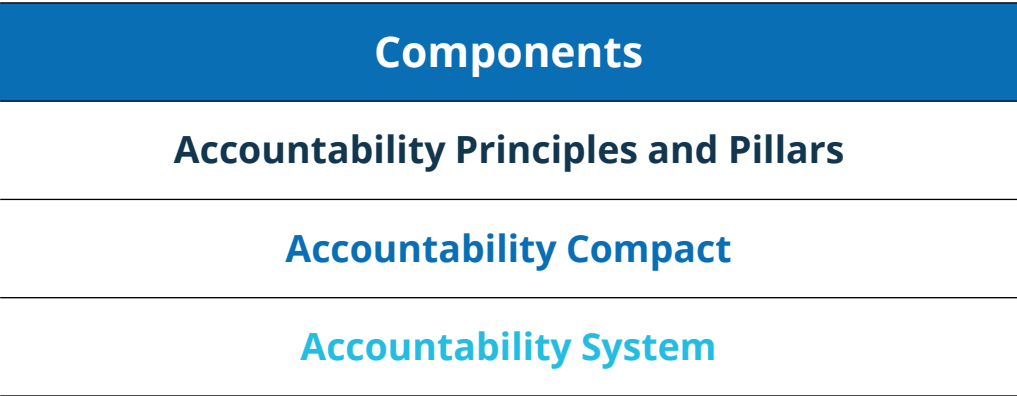 Components
Accountability Principles and Pillars
Accountability Compact
Accountability System